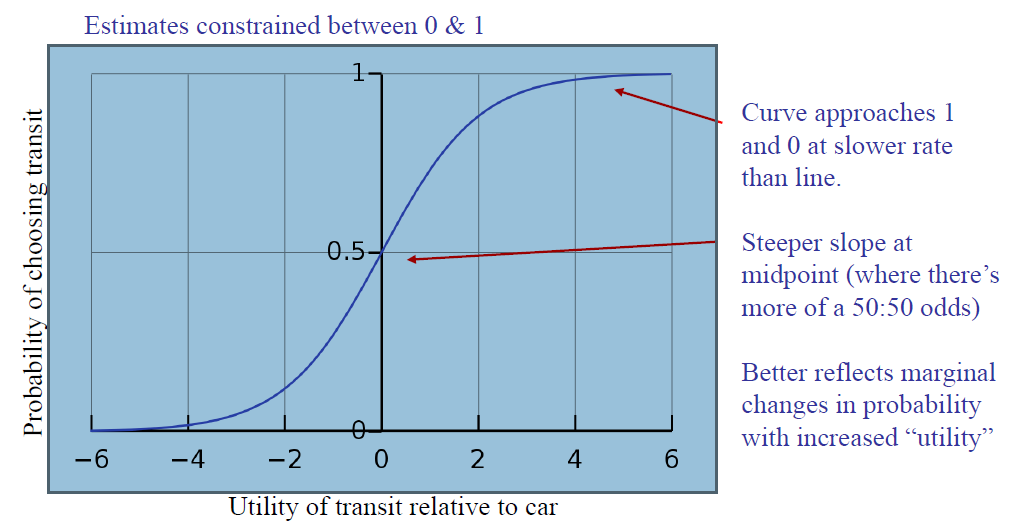 Estimates constrained between 0 & 1
Probability of choosing transit
1
0.5
0
−6
−4
−2
0
2
4
6
Utility of transit relative to car
Curve approaches 1
and 0 at slower rate
than line.
Steeper slope at
midpoint (where there’s
more of a 50:50 odds)
Better reflects marginal
changes in probability
with increased “utility”